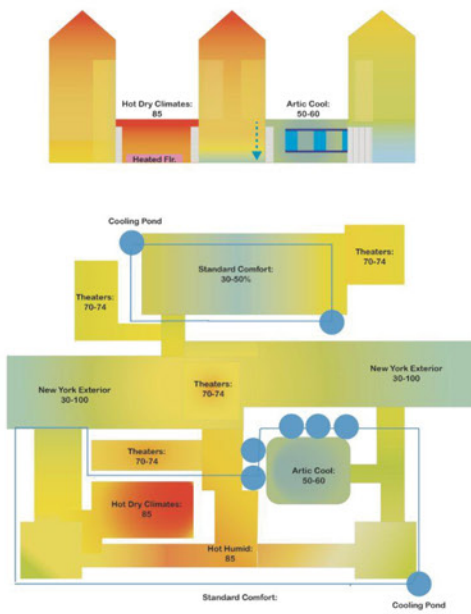 Hot Dry Climates:
85
Artic Cool:
50-60
Heated Flr.
Cooling Pond
Standard Comfort:
30-50%
Theaters:
70-74
Theaters:
70-74
New York Exterior
30-100
Theaters:
70-74
New York Exterior
30-100
Theaters:
70-74
Artic Cool:
50-60
Hot Dry Climates:
85
Hot Humid:
85
Standard Comfort:
Cooling Pond